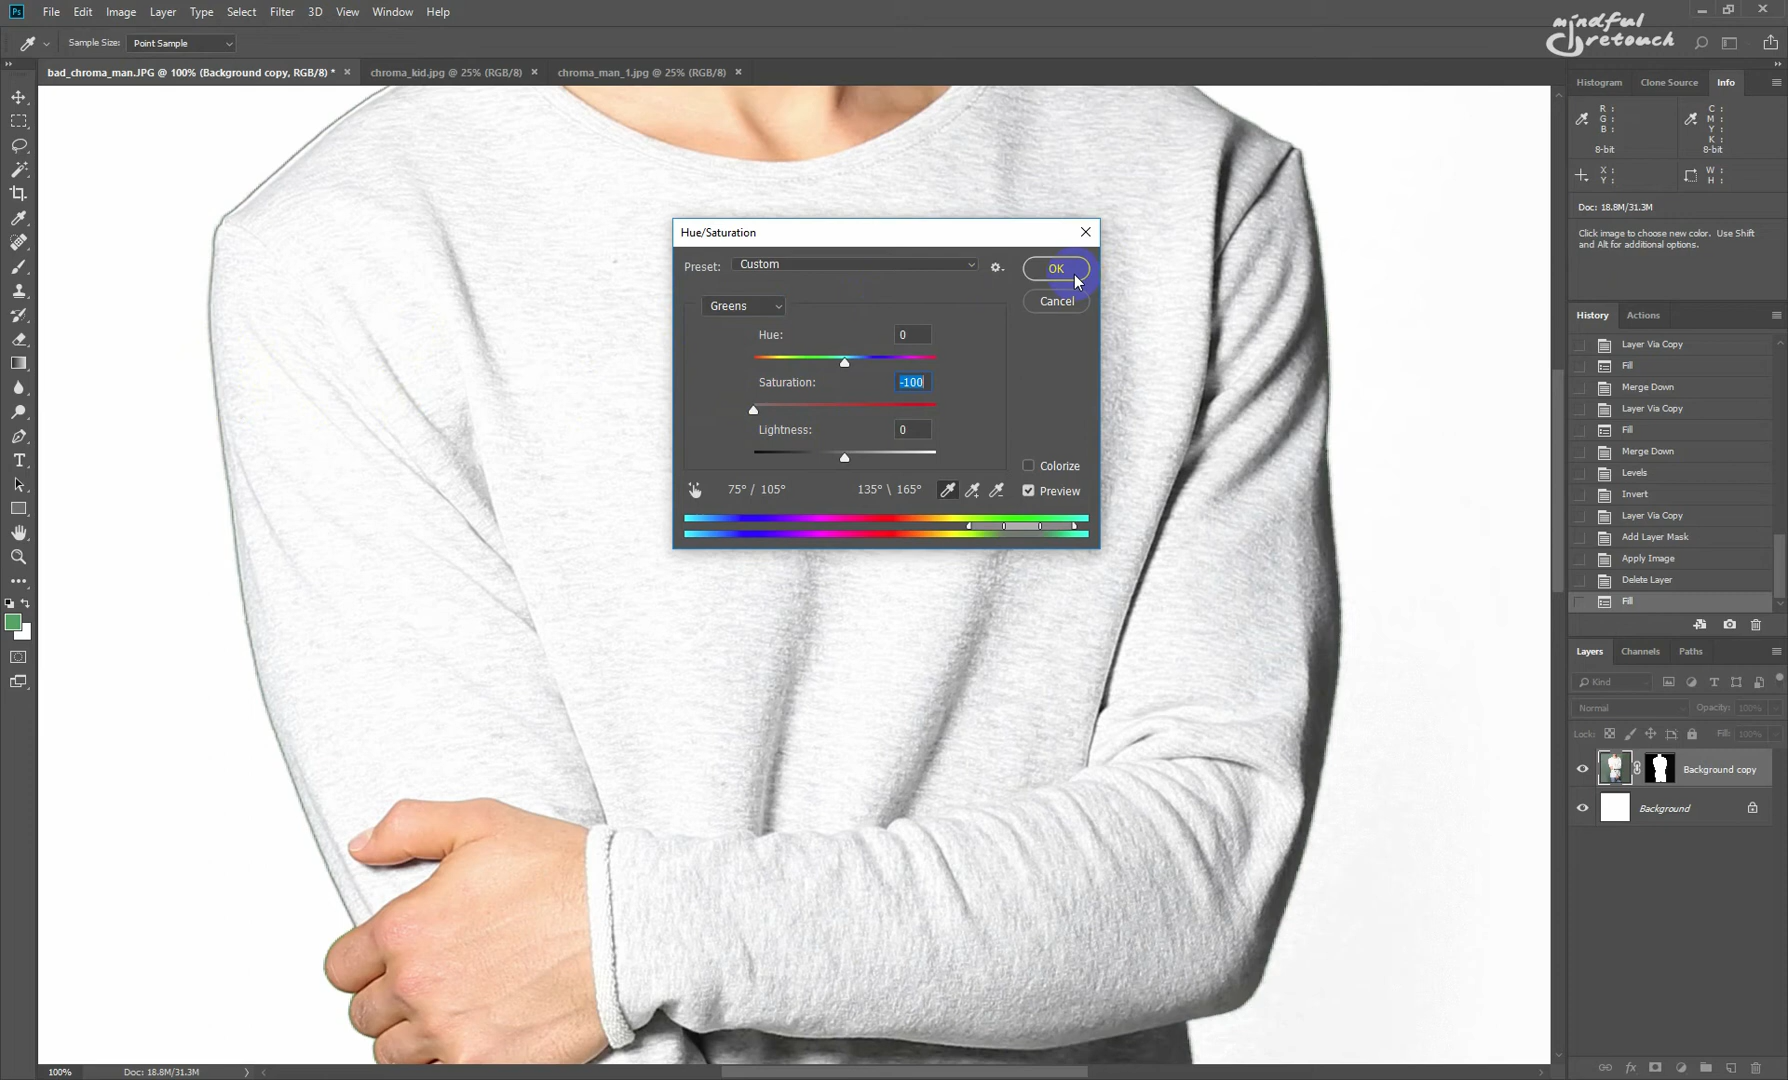 Ps File Edit Image Layer Type Select Filter 3D View Window Help
mindful
retouch
Sample Size: Point Sample
bad_chroma_man.JPG @ 100% (Background copy, RGB/8) * × chroma_kid.jpg @ 25% (RGB/8) × chroma_man_1.jpg @ 25% (RGB/8) ×
Histogram Clone Source Info
R : C :
G : M :
B : Y :
K :
8-bit 8-bit
X : W :
Y : H :
Doc: 18.8M/31.3M
Click image to choose new color. Use Shift
and Alt for additional options.
Hue/Saturation
Preset: Custom OK
Cancel
Greens
Hue: 0
Saturation: -100
Lightness: 0
Colorize
75° / 105° 135° \ 165° Preview
History Actions
Layer Via Copy
Fill
Merge Down
Layer Via Copy
Fill
Merge Down
Levels
Invert
Layer Via Copy
Add Layer Mask
Apply Image
Delete Layer
Fill
Layers Channels Paths
Kind
Normal Opacity: 100%
Lock: Fill: 100%
Background copy
Background
fx
100% Doc: 18.8M/31.3M